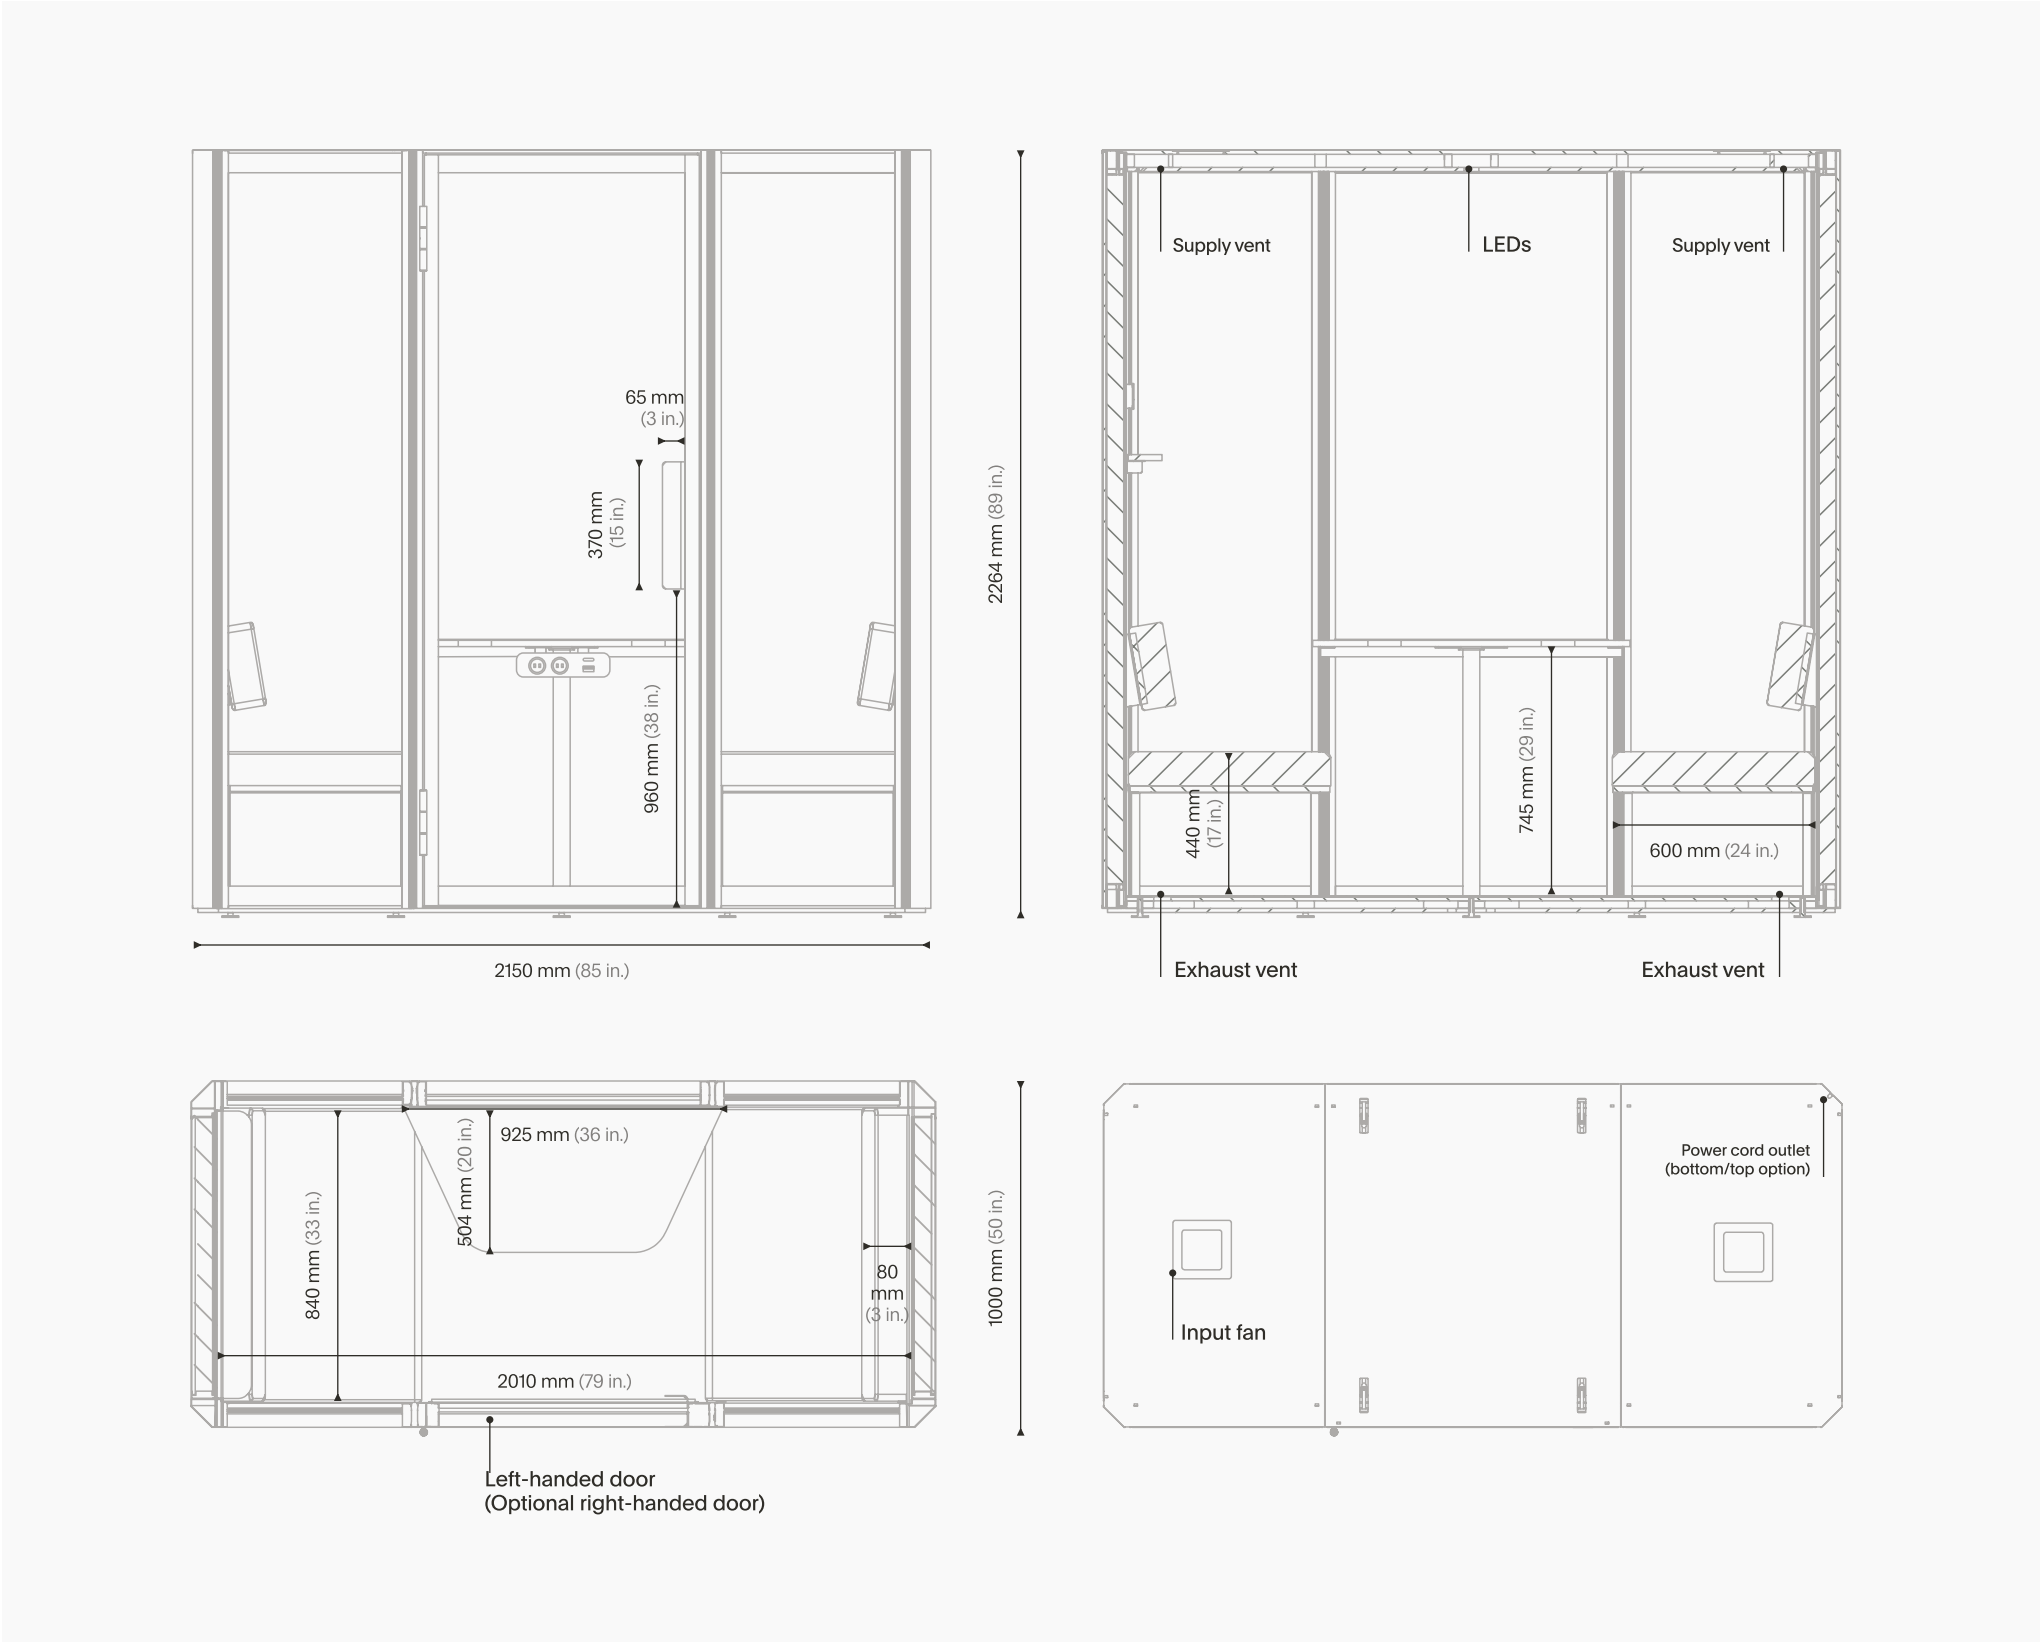 65 mm
(3 in.)
370 mm
(15 in.)
960 mm (38 in.)
2150 mm (85 in.)
2264 mm (89 in.)
Supply vent
LEDs
Supply vent
440 mm
(17 in.)
745 mm (29 in.)
600 mm (24 in.)
Exhaust vent
Exhaust vent
925 mm (36 in.)
504 mm (20 in.)
840 mm (33 in.)
80
mm
(3 in.)
2010 mm (79 in.)
Left-handed door
(Optional right-handed door)
1000 mm (50 in.)
Power cord outlet
(bottom/top option)
Input fan